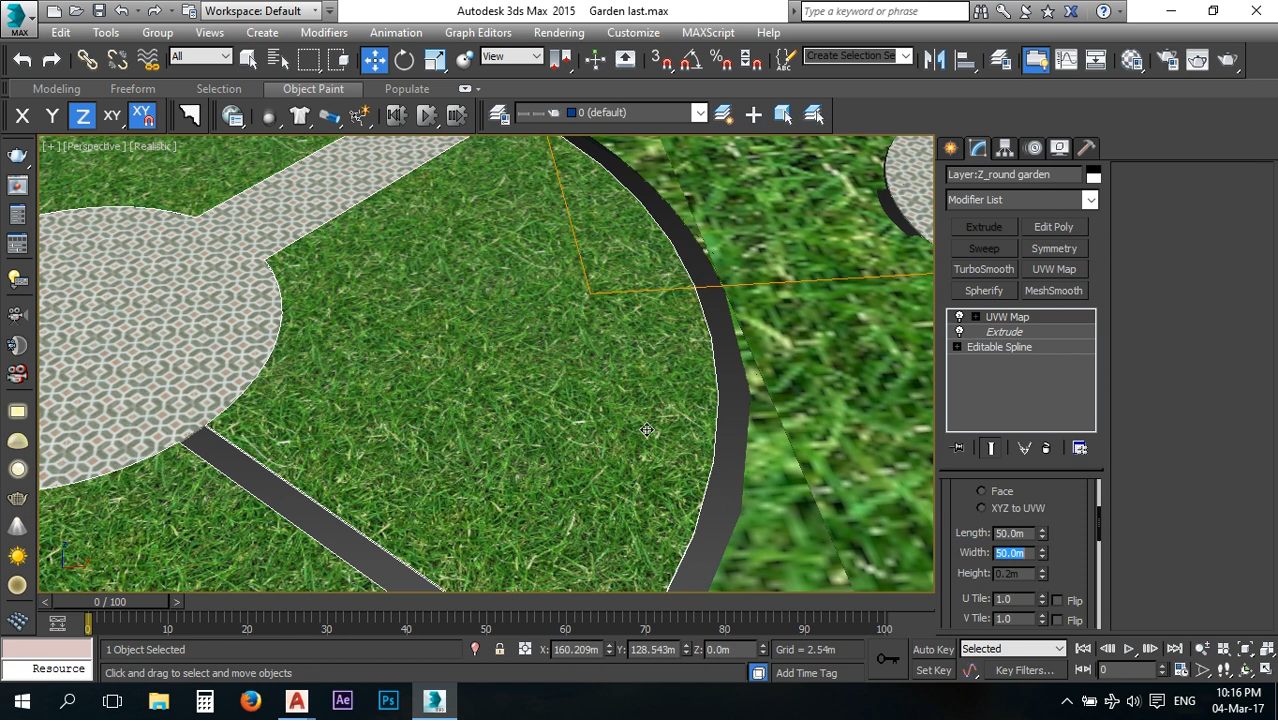 MAX
Workspace: Default
Autodesk 3ds Max 2015
Garden last.max
Type a keyword or phrase
Edit
Tools
Group
Views
Create
Modifiers
Animation
Graph Editors
Rendering
Customize
MAXScript
Help
All
View
3
Create Selection Se
Modeling
Freeform
Selection
Object Paint
Populate
X
Y
Z
XY
XY
0 (default)
[+] [Perspective ] [Realistic ]
Layer:Z_round garden
Modifier List
Extrude
Edit Poly
Sweep
Symmetry
TurboSmooth
UVW Map
Spherify
MeshSmooth
UVW Map
Extrude
Editable Spline
Face
XYZ to UVW
Length: 50.0m
Width: 50.0m
Height: 0.2m
U Tile: 1.0 Flip
V Tile: 1.0 Flip
0 / 100
0 10 20 30 40 50 60 70 80 90 100
1 Object Selected
X: 160.209m Y: 128.543m Z: 0.0m
Grid = 2.54m
Auto Key
Selected
Resource
Click and drag to select and move objects
Add Time Tag
Set Key
Key Filters...
0
Ae
Ps
ENG
10:16 PM
04-Mar-17